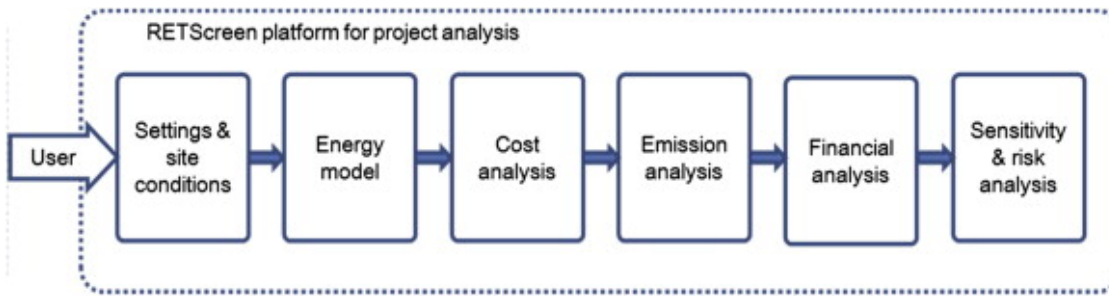 RETScreen platform for project analysis
User
Settings &
site
conditions
Energy
model
Cost
analysis
Emission
analysis
Financial
analysis
Sensitivity
& risk
analysis